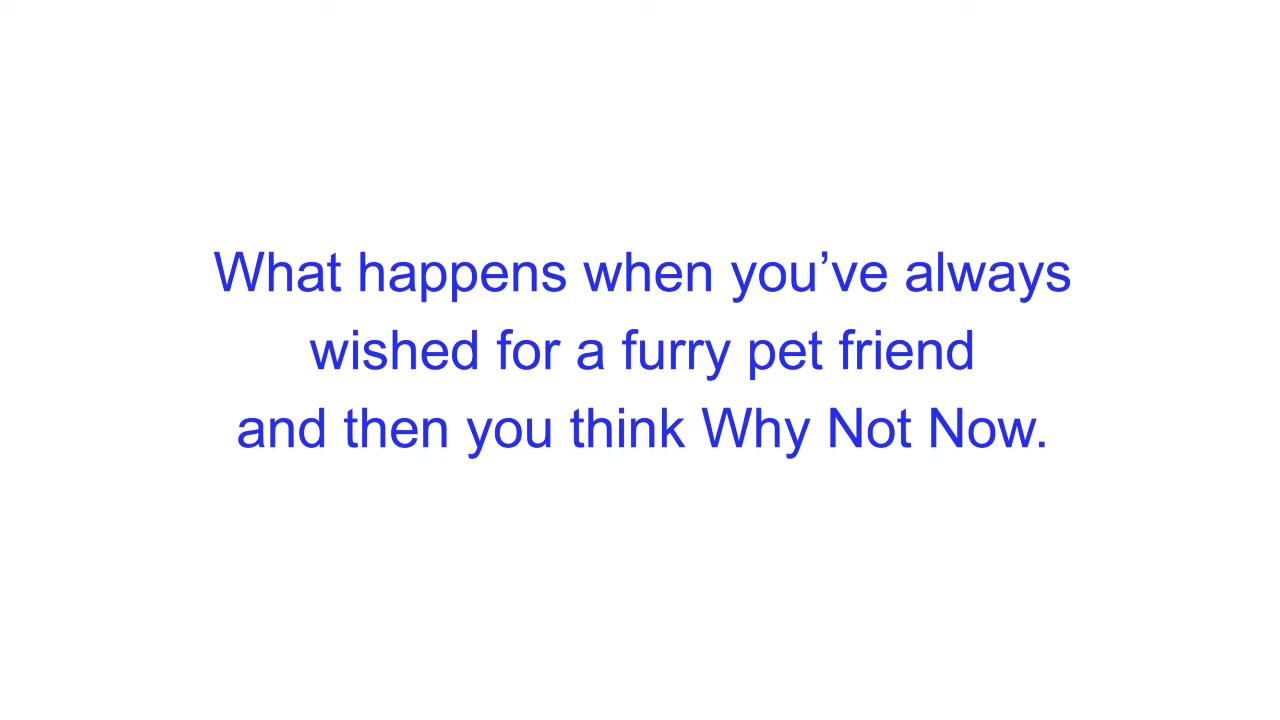 What happens when you’ve always
wished for a furry pet friend
and then you think Why Not Now.